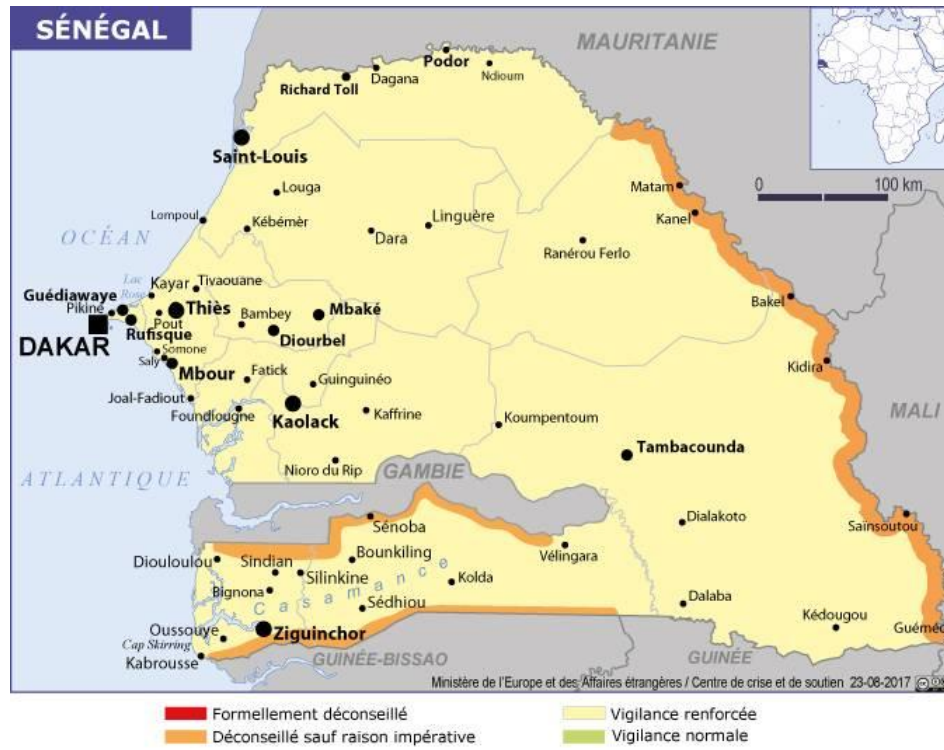 SÉNÉGAL
MAURITANIE
Podor
Dagana
Ndioum
Richard Toll
Saint-Louis
0 100 km
Matam
Louga
Kanel
Lompoul
Kébémèr
Linguère
Dara
OCÉAN
Ranérou Ferlo
Lac
Rose
Kayar
Tivaouane
Guédiawaye
Bakel
Pikine
Thiès
Mbaké
Pout
Bambey
Rufisque
Diourbel
DAKAR
Somone
Saly
Mbour
Fatick
Guinguinéo
Kidira
Joal-Fadiout
Foundiougne
Kaolack
Kaffrine
Koumpentoum
MALI
Tambacounda
Nioro du Rip
GAMBIE
ATLANTIQUE
Sénoba
Dialakoto
Saïnsoutou
Diouloulou
Sindian
Bounkiling
Vélingara
Silinkine
Kolda
Bignona
Casamance
Sédhiou
Dalaba
Kédougou
Oussouye
Ziguinchor
Cap Skirring
Kabrousse
GUINÉE-BISSAO
GUINÉE
Ministère de l'Europe et des Affaires étrangères / Centre de crise et de soutien 23-08-2017
Formellement déconseillé
Vigilance renforcée
Déconseillé sauf raison impérative
Vigilance normale